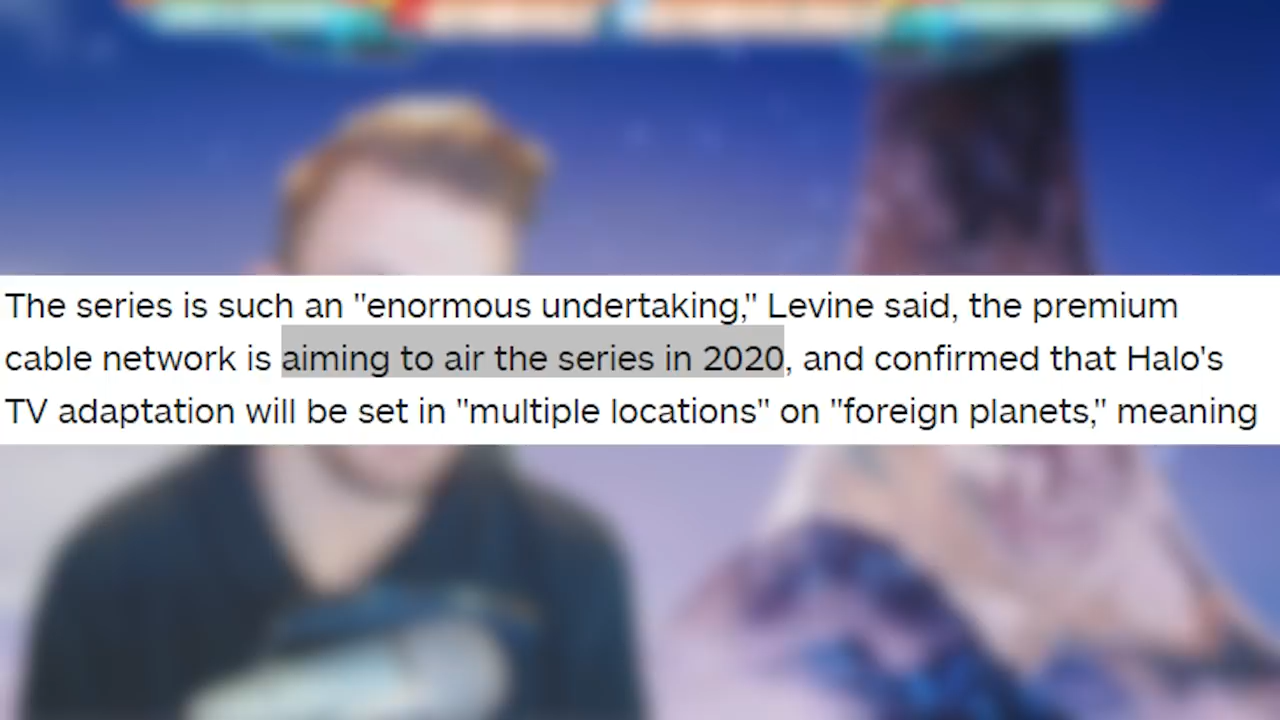 The series is such an "enormous undertaking," Levine said, the premium
cable network is aiming to air the series in 2020, and confirmed that Halo's
TV adaptation will be set in "multiple locations" on "foreign planets," meaning